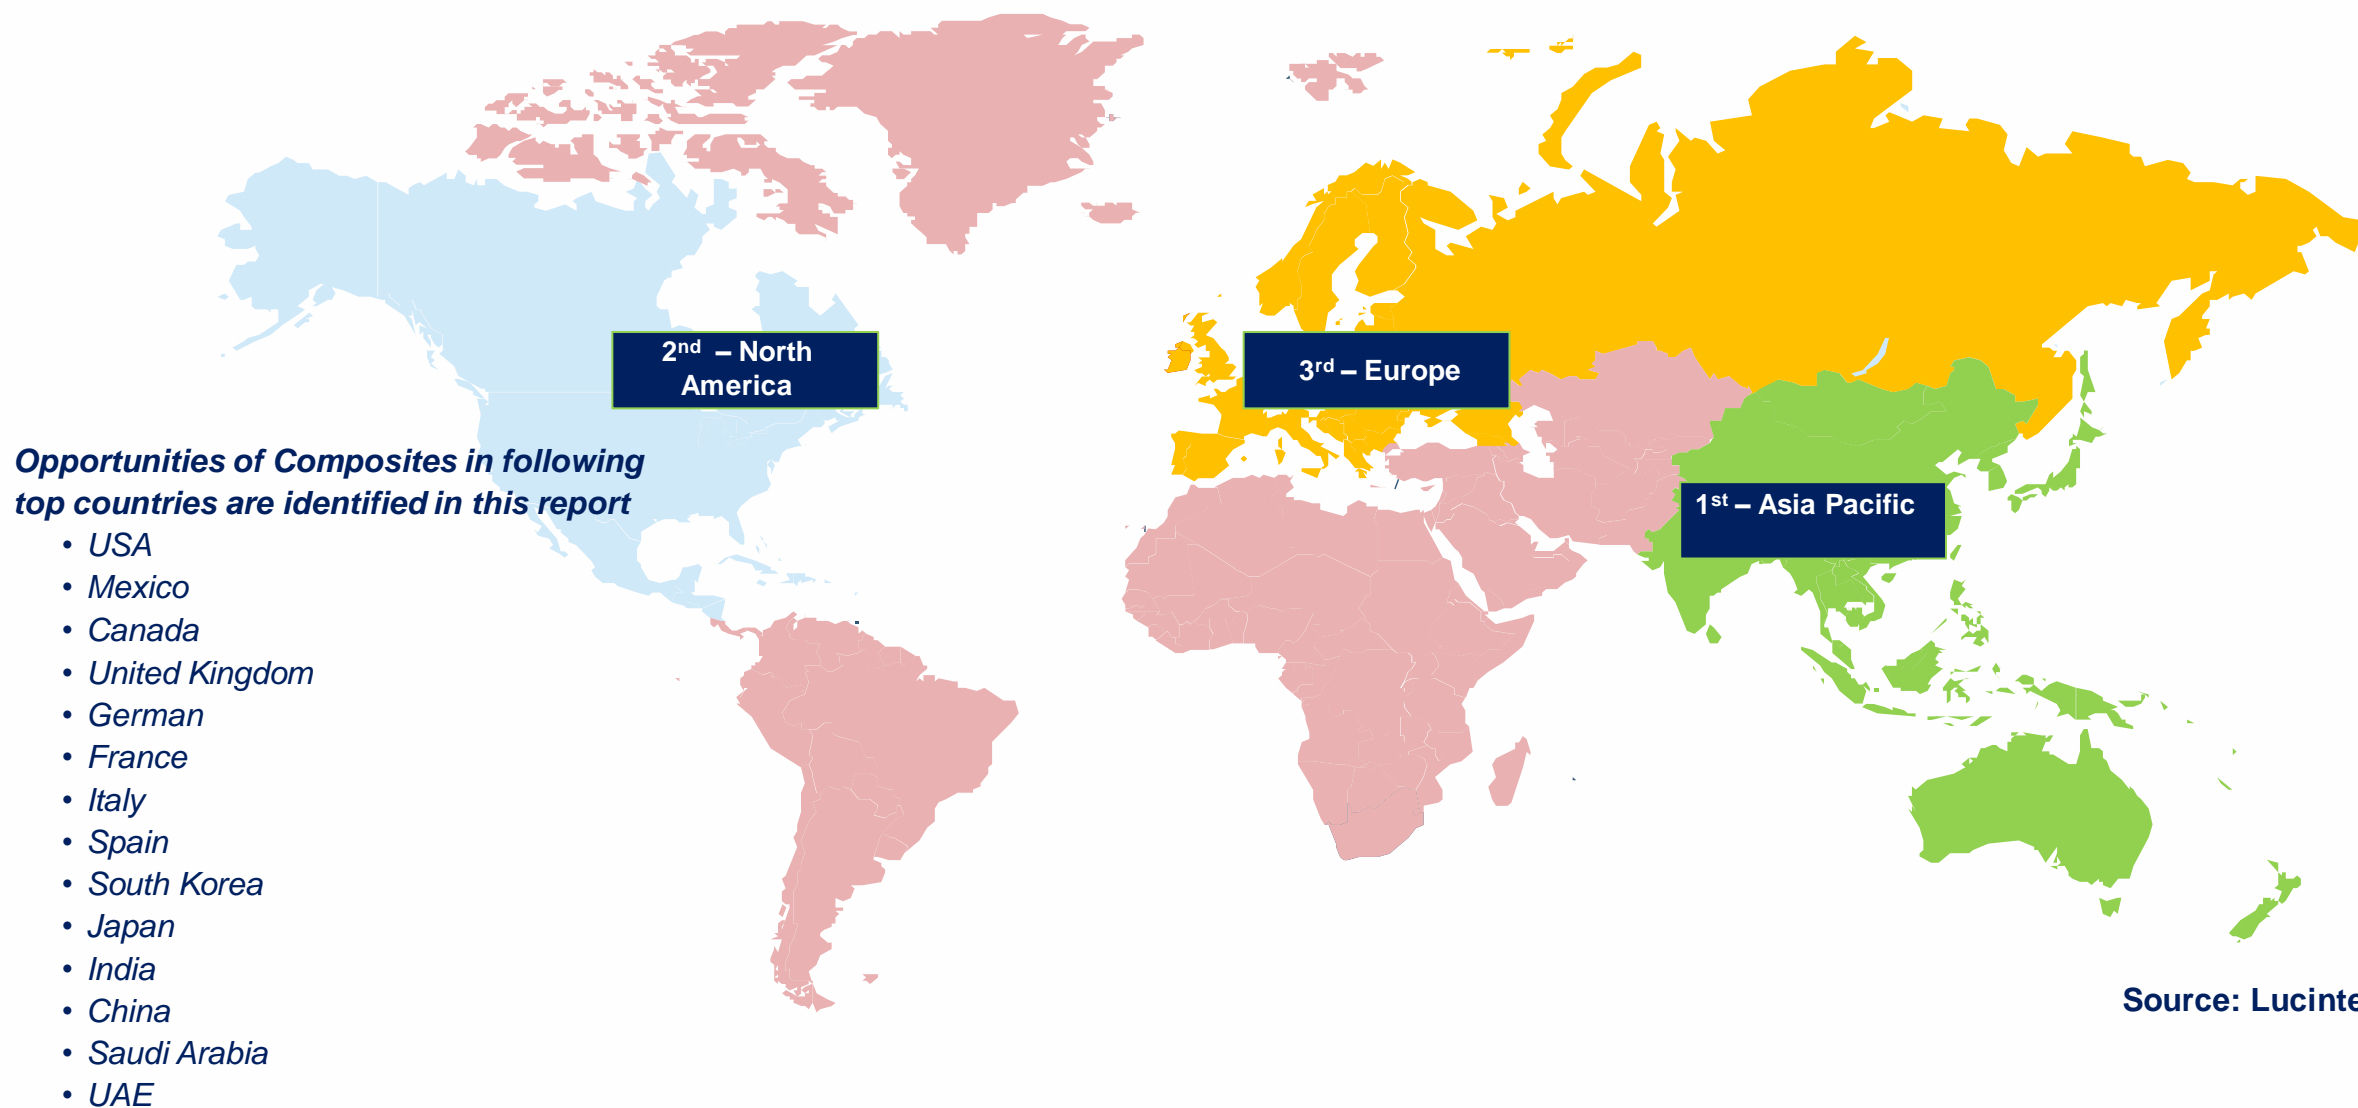 2nd – North
America
3rd – Europe
1st – Asia Pacific
Opportunities of Composites in following
top countries are identified in this report
• USA
• Mexico
• Canada
• United Kingdom
• German
• France
• Italy
• Spain
• South Korea
• Japan
• India
• China
• Saudi Arabia
• UAE
Source: Lucinte